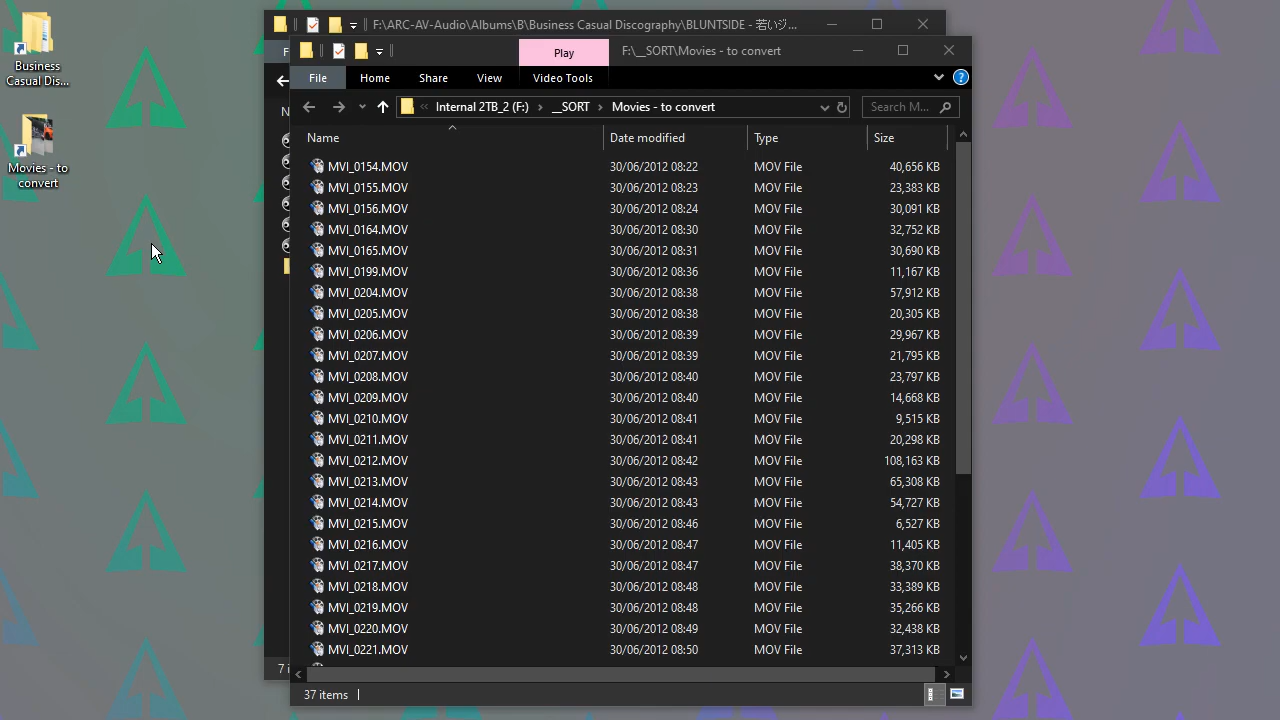 Business
Casual Dis...
Movies - to
convert
F:\ARC-AV-Audio\Albums\B\Business Casual Discography\BLUNTSIDE - 若いジ...
Play
F:\__SORT\Movies - to convert
File
Home
Share
View
Video Tools
Internal 2TB_2 (F:)
__SORT
Movies - to convert
Search M...
Name Date modified Type Size
MVI_0154.MOV 30/06/2012 08:22 MOV File 40,656 KB
MVI_0155.MOV 30/06/2012 08:23 MOV File 23,383 KB
MVI_0156.MOV 30/06/2012 08:24 MOV File 30,091 KB
MVI_0164.MOV 30/06/2012 08:30 MOV File 32,752 KB
MVI_0165.MOV 30/06/2012 08:31 MOV File 30,690 KB
MVI_0199.MOV 30/06/2012 08:36 MOV File 11,167 KB
MVI_0204.MOV 30/06/2012 08:38 MOV File 57,912 KB
MVI_0205.MOV 30/06/2012 08:38 MOV File 20,305 KB
MVI_0206.MOV 30/06/2012 08:39 MOV File 29,967 KB
MVI_0207.MOV 30/06/2012 08:39 MOV File 21,795 KB
MVI_0208.MOV 30/06/2012 08:40 MOV File 23,797 KB
MVI_0209.MOV 30/06/2012 08:40 MOV File 14,668 KB
MVI_0210.MOV 30/06/2012 08:41 MOV File 9,515 KB
MVI_0211.MOV 30/06/2012 08:41 MOV File 20,298 KB
MVI_0212.MOV 30/06/2012 08:42 MOV File 108,163 KB
MVI_0213.MOV 30/06/2012 08:43 MOV File 65,308 KB
MVI_0214.MOV 30/06/2012 08:43 MOV File 54,727 KB
MVI_0215.MOV 30/06/2012 08:46 MOV File 6,527 KB
MVI_0216.MOV 30/06/2012 08:47 MOV File 11,405 KB
MVI_0217.MOV 30/06/2012 08:47 MOV File 38,370 KB
MVI_0218.MOV 30/06/2012 08:48 MOV File 33,389 KB
MVI_0219.MOV 30/06/2012 08:48 MOV File 35,266 KB
MVI_0220.MOV 30/06/2012 08:49 MOV File 32,438 KB
MVI_0221.MOV 30/06/2012 08:50 MOV File 37,313 KB
37 items